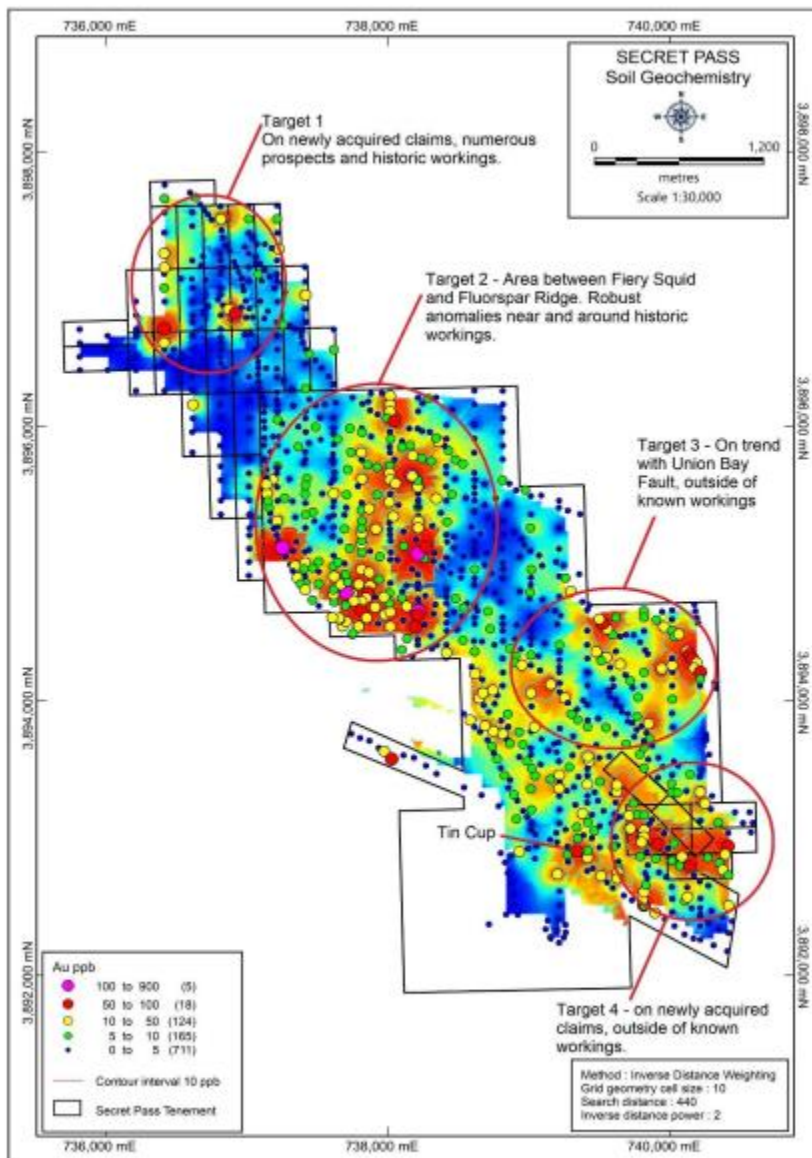 736,000 mE
738,000 mE
740,000 mE
SECRET PASS
Soil Geochemistry
N
W
E
S
0
1,200
metres
Scale 1:30,000
3,898,000 mN
3,898,000 mN
Target 1
On newly acquired claims, numerous
prospects and historic workings.
Target 2 - Area between Fiery Squid
and Fluorspar Ridge. Robust
anomalies near and around historic
workings.
3,896,000 mN
3,896,000 mN
Target 3 - On trend
with Union Bay
Fault, outside of
known workings
3,894,000 mN
3,894,000 mN
Tin Cup
Au ppb
100 to 900 (5)
50 to 100 (18)
10 to 50 (124)
5 to 10 (165)
0 to 5 (711)
Contour interval 10 ppb
Secret Pass Tenement
3,892,000 mN
3,892,000 mN
Target 4 - on newly acquired
claims, outside of known
workings.
Method : Inverse Distance Weighting
Grid geometry cell size : 10
Search distance : 440
Inverse distance power : 2
736,000 mE
738,000 mE
740,000 mE